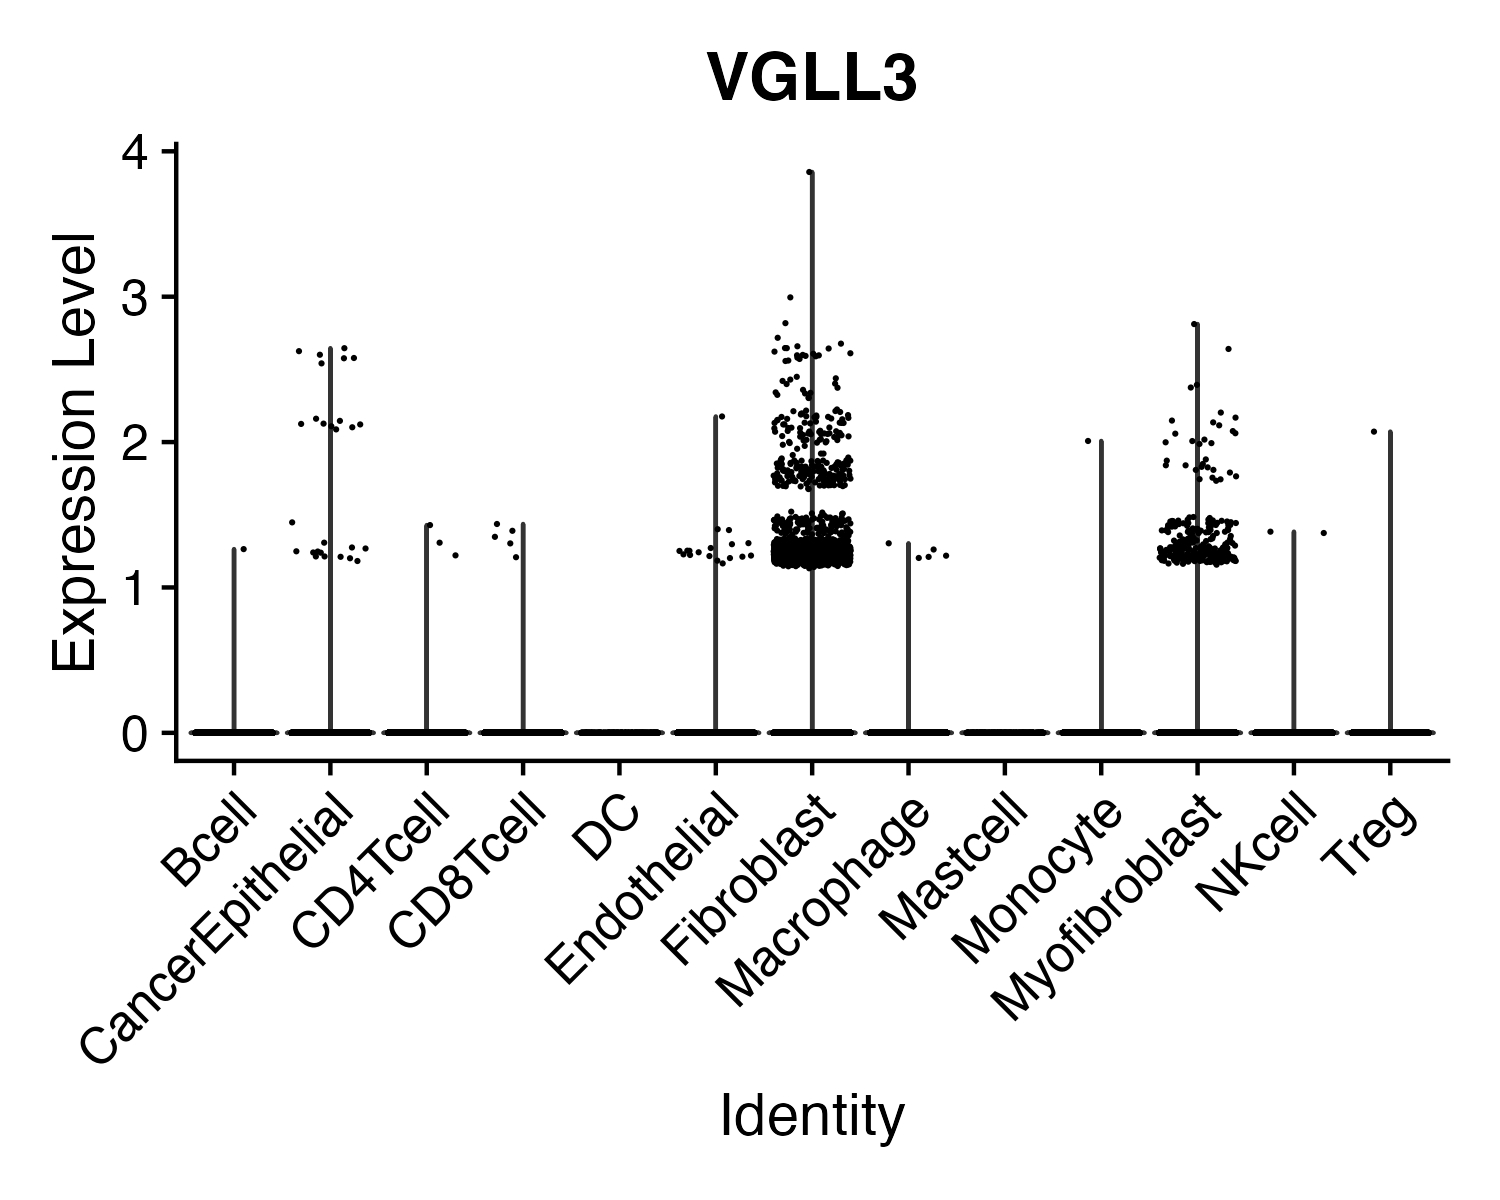 VGLL3
Expression Level
4
3
2
1
0
Bcell
CancerEpithelial
CD4Tcell
CD8Tcell
DC
Endothelial
Fibroblast
Macrophage
Mastcell
Monocyte
Myofibroblast
NKcell
Treg
Identity